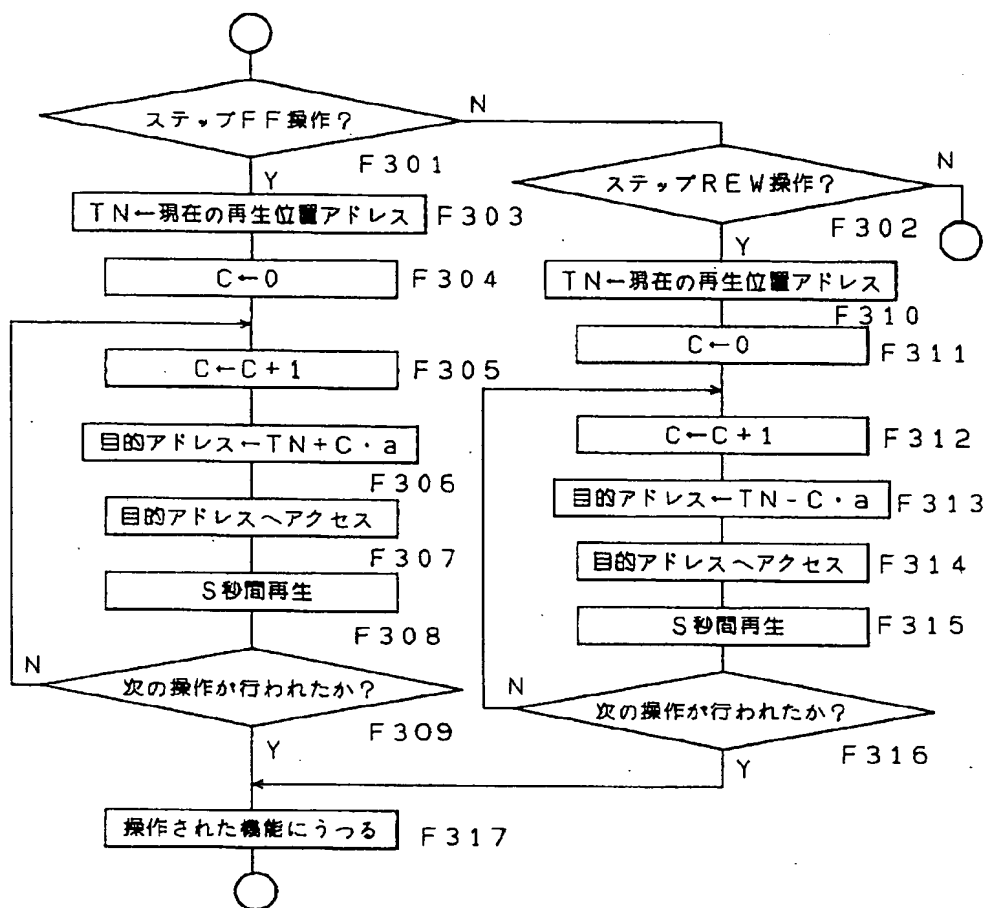 ステップFF操作?
N
F301
Y
TN←現在の再生位置アドレス
F303
C←0
F304
C←C+1
F305
目的アドレス←TN+C・a
F306
目的アドレスへアクセス
F307
S秒間再生
F308
N
次の操作が行われたか?
F309
Y
ステップREW操作?
N
F302
Y
TN←現在の再生位置アドレス
F310
C←0
F311
C←C+1
F312
目的アドレス←TN-C・a
F313
目的アドレスへアクセス
F314
S秒間再生
F315
N
次の操作が行われたか?
F316
Y
操作された機能にうつる
F317